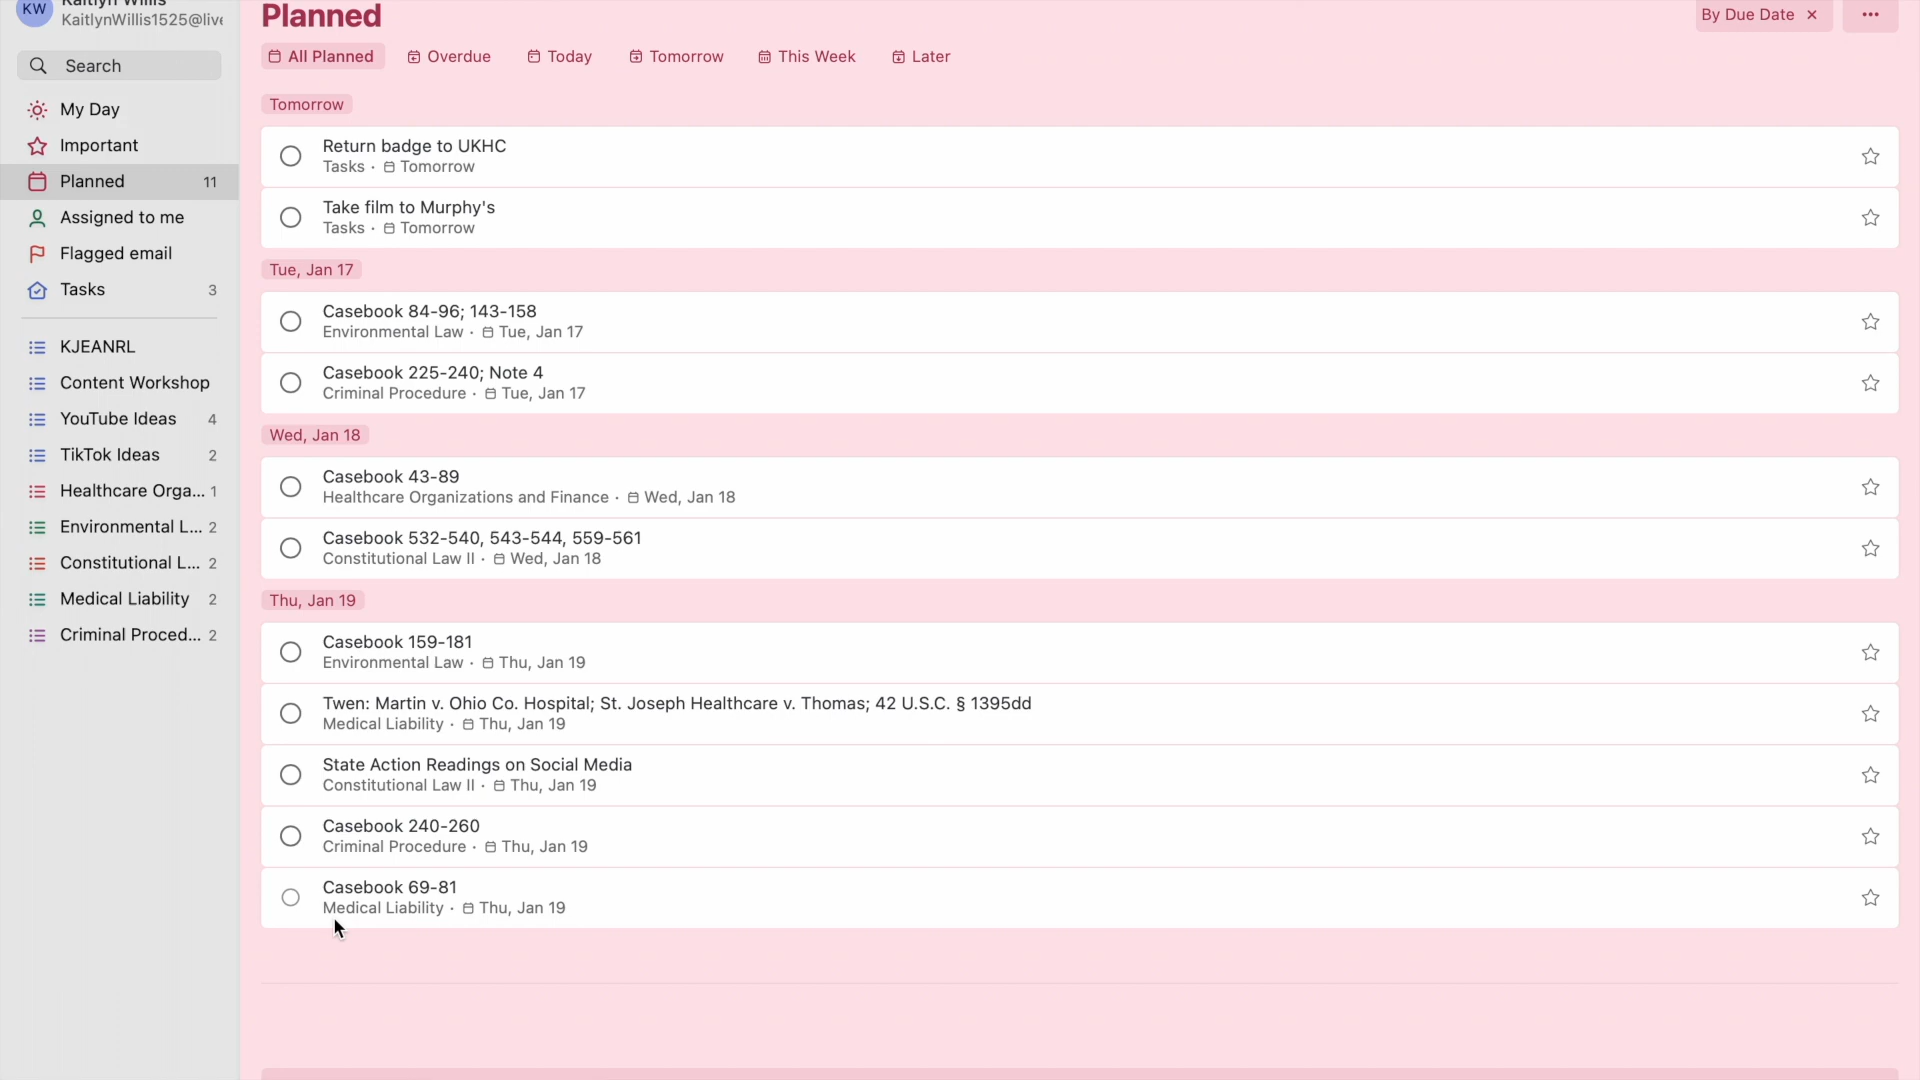 KW
Kaitlyn Willis
KaitlynWillis1525@live
Search
My Day
Important
Planned 11
Assigned to me
Flagged email
Tasks 3
KJEANRL
Content Workshop
YouTube Ideas 4
TikTok Ideas 2
Healthcare Orga... 1
Environmental L... 2
Constitutional L... 2
Medical Liability 2
Criminal Proced... 2
Planned
By Due Date ×
All Planned Overdue Today Tomorrow This Week Later
Tomorrow
Return badge to UKHC
Tasks · Tomorrow
Take film to Murphy's
Tasks · Tomorrow
Tue, Jan 17
Casebook 84-96; 143-158
Environmental Law · Tue, Jan 17
Casebook 225-240; Note 4
Criminal Procedure · Tue, Jan 17
Wed, Jan 18
Casebook 43-89
Healthcare Organizations and Finance · Wed, Jan 18
Casebook 532-540, 543-544, 559-561
Constitutional Law II · Wed, Jan 18
Thu, Jan 19
Casebook 159-181
Environmental Law · Thu, Jan 19
Twen: Martin v. Ohio Co. Hospital; St. Joseph Healthcare v. Thomas; 42 U.S.C. § 1395dd
Medical Liability · Thu, Jan 19
State Action Readings on Social Media
Constitutional Law II · Thu, Jan 19
Casebook 240-260
Criminal Procedure · Thu, Jan 19
Casebook 69-81
Medical Liability · Thu, Jan 19